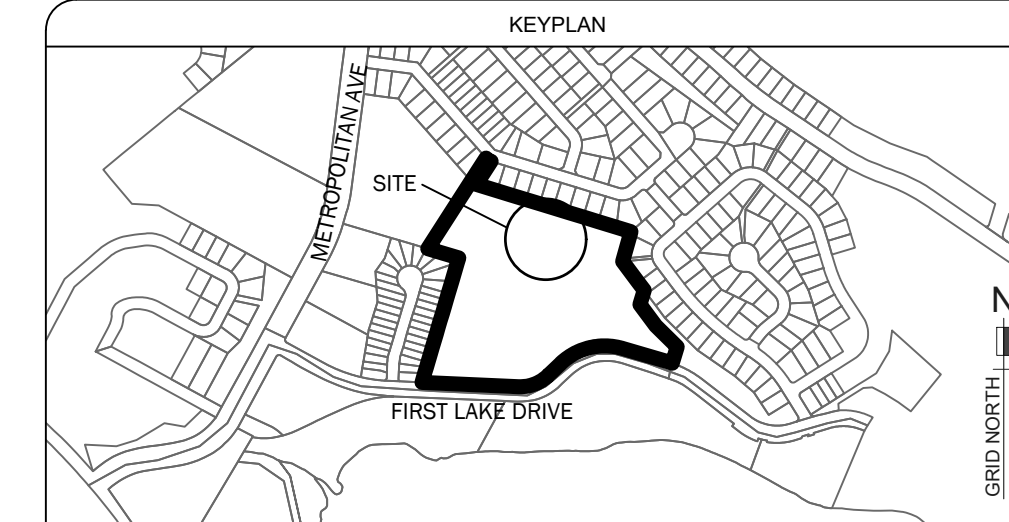 KEYPLAN
METROPOLITAN AVE
SITE
N
GRID NORTH
FIRST LAKE DRIVE